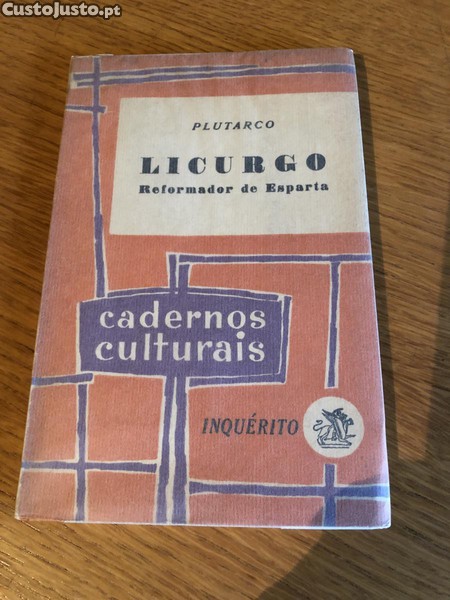 CustoJusto.pt
PLUTARCO
LICURGO
Reformador de Esparta
cadernos
culturais
INQUÉRITO